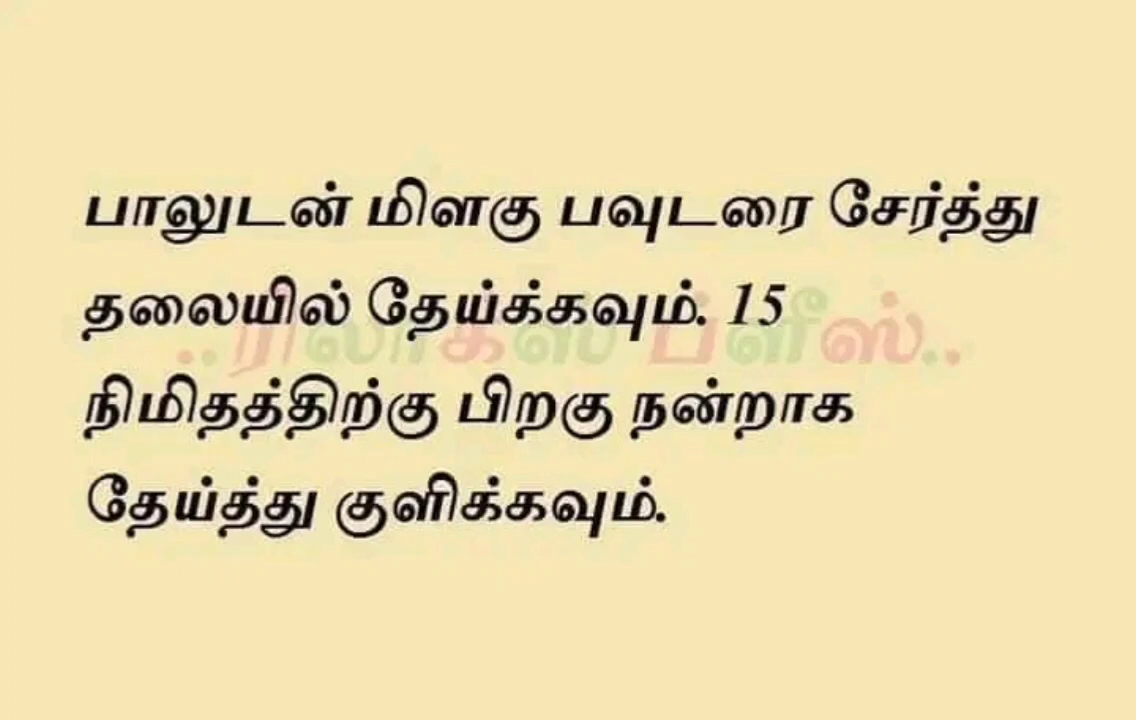 பாலுடன் மிளகு பவுடரை சேர்த்து
தலையில் தேய்க்கவும். 15
..ரிலாக்ஸ் ப்ளீஸ்..
நிமிதத்திற்கு பிறகு நன்றாக
தேய்த்து குளிக்கவும்.